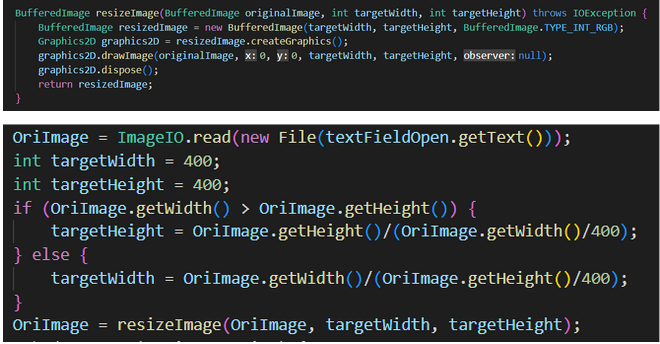 BufferedImage resizeImage(BufferedImage originalImage, int targetWidth, int targetHeight) throws IOException {
BufferedImage resizedImage = new BufferedImage(targetWidth, targetHeight, BufferedImage.TYPE_INT_RGB);
Graphics2D graphics2D = resizedImage.createGraphics();
graphics2D.drawImage(originalImage, x:0, y:0, targetWidth, targetHeight, observer:null);
graphics2D.dispose();
return resizedImage;
}
OriImage = ImageIO.read(new File(textFieldOpen.getText()));
int targetWidth = 400;
int targetHeight = 400;
if (OriImage.getWidth() > OriImage.getHeight()) {
targetHeight = OriImage.getHeight()/(OriImage.getWidth()/400);
} else {
targetWidth = OriImage.getWidth()/(OriImage.getHeight()/400);
}
OriImage = resizeImage(OriImage, targetWidth, targetHeight);